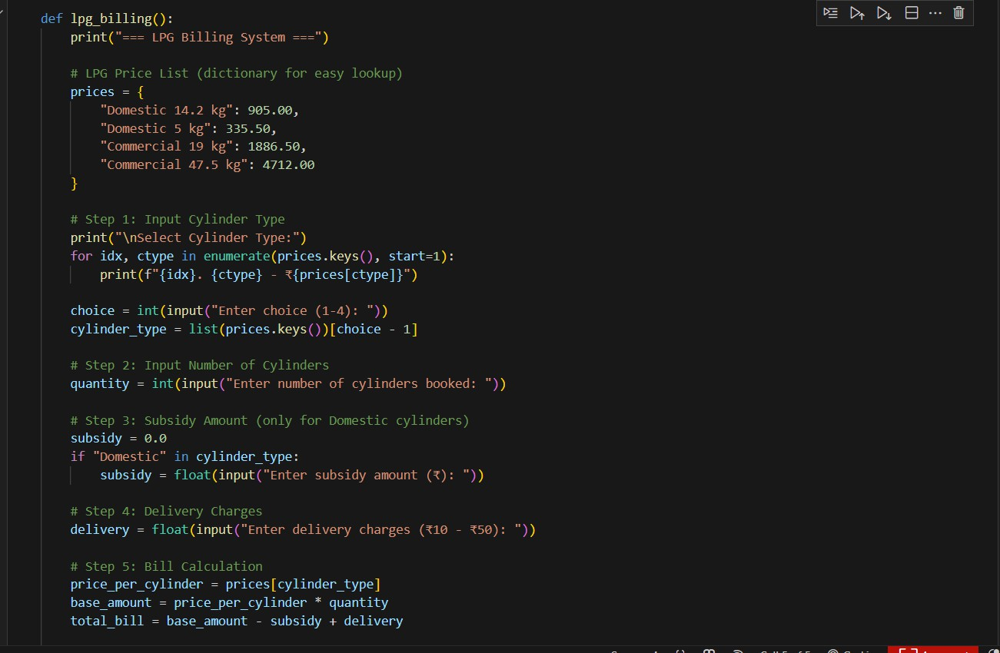 def lpg_billing():
    print("=== LPG Billing System ===")

    # LPG Price List (dictionary for easy lookup)
    prices = {
        "Domestic 14.2 kg": 905.00,
        "Domestic 5 kg": 335.50,
        "Commercial 19 kg": 1886.50,
        "Commercial 47.5 kg": 4712.00
    }

    # Step 1: Input Cylinder Type
    print("\nSelect Cylinder Type:")
    for idx, ctype in enumerate(prices.keys(), start=1):
        print(f"{idx}. {ctype} - ₹{prices[ctype]}")

    choice = int(input("Enter choice (1-4): "))
    cylinder_type = list(prices.keys())[choice - 1]

    # Step 2: Input Number of Cylinders
    quantity = int(input("Enter number of cylinders booked: "))

    # Step 3: Subsidy Amount (only for Domestic cylinders)
    subsidy = 0.0
    if "Domestic" in cylinder_type:
        subsidy = float(input("Enter subsidy amount (₹): "))

    # Step 4: Delivery Charges
    delivery = float(input("Enter delivery charges (₹10 - ₹50): "))

    # Step 5: Bill Calculation
    price_per_cylinder = prices[cylinder_type]
    base_amount = price_per_cylinder * quantity
    total_bill = base_amount - subsidy + delivery